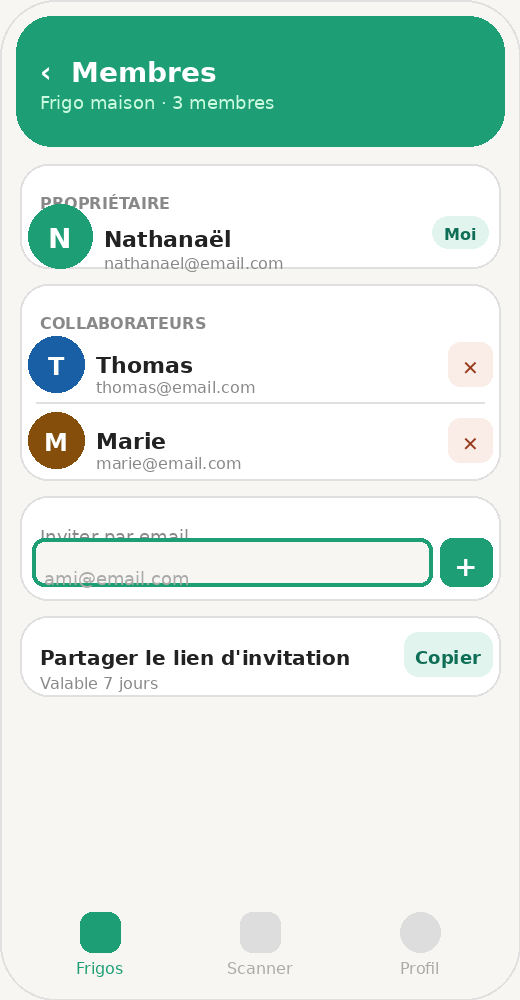 ‹ Membres
Frigo maison · 3 membres
PROPRIÉTAIRE
N
Nathanaël
Moi
nathanael@email.com
COLLABORATEURS
T
Thomas
×
thomas@email.com
M
Marie
×
marie@email.com
Inviter par email
ami@email.com
+
Partager le lien d'invitation
Copier
Valable 7 jours
Frigos
Scanner
Profil